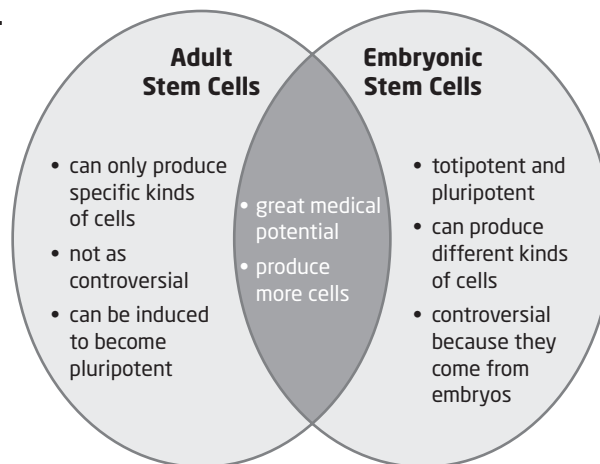 Adult
Stem Cells
• can only produce
specific kinds
of cells
• not as
controversial
• can be induced
to become
pluripotent
• great medical
potential
• produce
more cells
Embryonic
Stem Cells
• totipotent and
pluripotent
• can produce
different kinds
of cells
• controversial
because they
come from
embryos